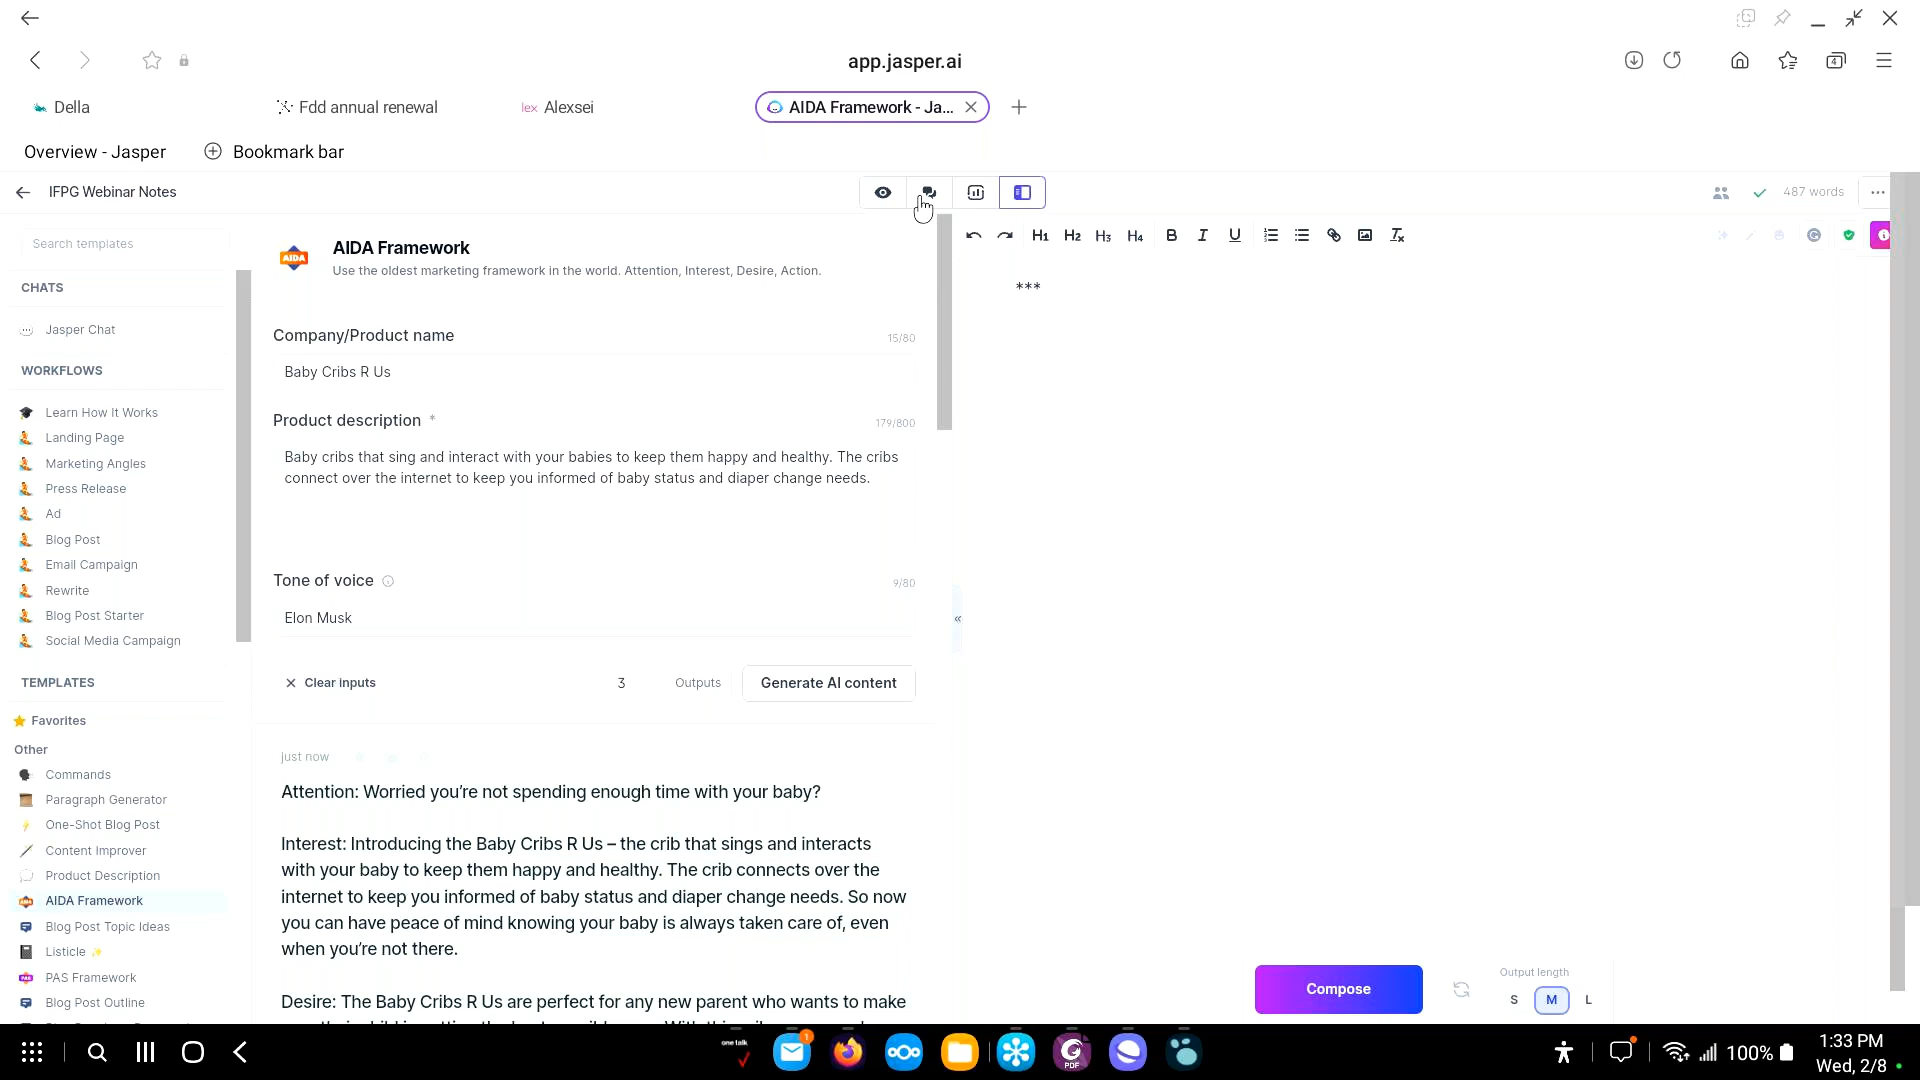 app.jasper.ai
4
Della
Fdd annual renewal
lex Alexsei
AIDA Framework - Ja...
Overview - Jasper
Bookmark bar
IFPG Webinar Notes
487 words
Search templates
CHATS
Jasper Chat
WORKFLOWS
Learn How It Works
Landing Page
Marketing Angles
Press Release
Ad
Blog Post
Email Campaign
Rewrite
Blog Post Starter
Social Media Campaign
TEMPLATES
Favorites
Other
Commands
Paragraph Generator
One-Shot Blog Post
Content Improver
Product Description
AIDA Framework
Blog Post Topic Ideas
Listicle ✨
PAS Framework
Blog Post Outline
AIDA
AIDA Framework
Use the oldest marketing framework in the world. Attention, Interest, Desire, Action.
Company/Product name
15/80
Baby Cribs R Us
Product description *
179/800
Baby cribs that sing and interact with your babies to keep them happy and healthy. The cribs
connect over the internet to keep you informed of baby status and diaper change needs.
Tone of voice
9/80
Elon Musk
Clear inputs
3
Outputs
Generate AI content
just now
Attention: Worried you're not spending enough time with your baby?
Interest: Introducing the Baby Cribs R Us – the crib that sings and interacts
with your baby to keep them happy and healthy. The crib connects over the
internet to keep you informed of baby status and diaper change needs. So now
you can have peace of mind knowing your baby is always taken care of, even
when you're not there.
Desire: The Baby Cribs R Us are perfect for any new parent who wants to make
H1 H2 H3 H4 B I U
***
«
Compose
Output length
S M L
one talk
1
PDF
100%
1:33 PM
Wed, 2/8